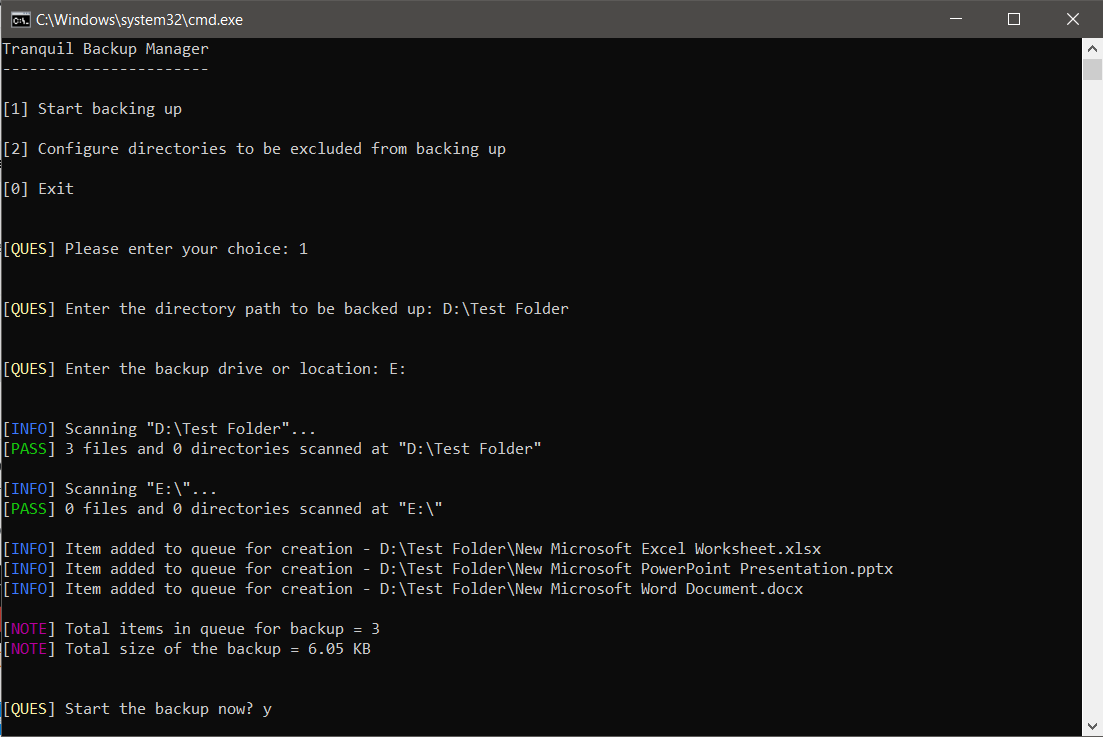 C:\Windows\system32\cmd.exe
Tranquil Backup Manager
-----------------------
[1] Start backing up
[2] Configure directories to be excluded from backing up
[0] Exit
[QUES] Please enter your choice: 1
[QUES] Enter the directory path to be backed up: D:\Test Folder
[QUES] Enter the backup drive or location: E:
[INFO] Scanning "D:\Test Folder"...
[PASS] 3 files and 0 directories scanned at "D:\Test Folder"
[INFO] Scanning "E:\"...
[PASS] 0 files and 0 directories scanned at "E:\"
[INFO] Item added to queue for creation - D:\Test Folder\New Microsoft Excel Worksheet.xlsx
[INFO] Item added to queue for creation - D:\Test Folder\New Microsoft PowerPoint Presentation.pptx
[INFO] Item added to queue for creation - D:\Test Folder\New Microsoft Word Document.docx
[NOTE] Total items in queue for backup = 3
[NOTE] Total size of the backup = 6.05 KB
[QUES] Start the backup now? y